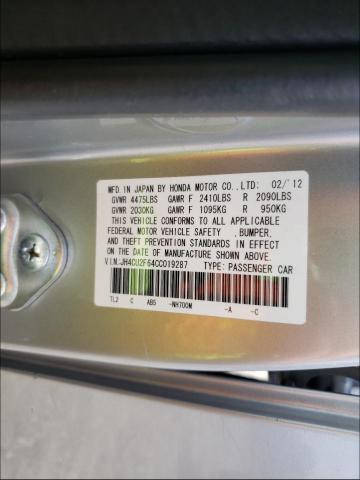 MFD. IN JAPAN BY HONDA MOTOR CO., LTD: 02/'12
GVWR 4475LBS GAWR F 2410LBS R 2090LBS
GVWR 2030KG GAWR F 1095KG R 950KG
THIS VEHICLE CONFORMS TO ALL APPLICABLE
FEDERAL MOTOR VEHICLE SAFETY , BUMPER,
AND THEFT PREVENTION STANDARDS IN EFFECT
ON THE DATE OF MANUFACTURE SHOWN ABOVE.
V.I.N.:JH4CU2F64CC019287 TYPE: PASSENGER CAR
TL2 C AB5 -NH700M -A -C